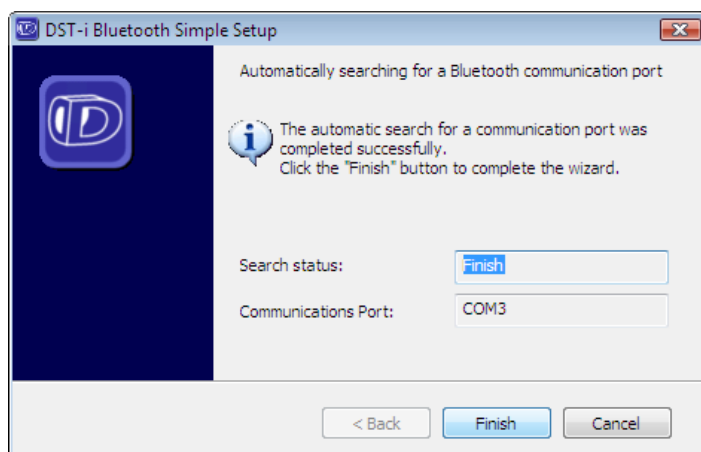 DST-i Bluetooth Simple Setup
Automatically searching for a Bluetooth communication port
The automatic search for a communication port was
completed successfully.
Click the "Finish" button to complete the wizard.
Search status: Finish
Communications Port: COM3
< Back Finish Cancel